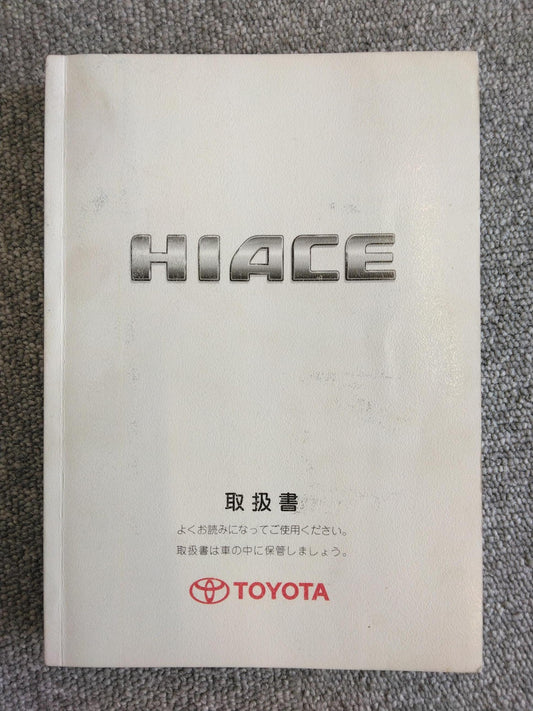 HIACE
取扱書
よくお読みになってご使用ください。
取扱書は車の中に保管しましょう。
TOYOTA